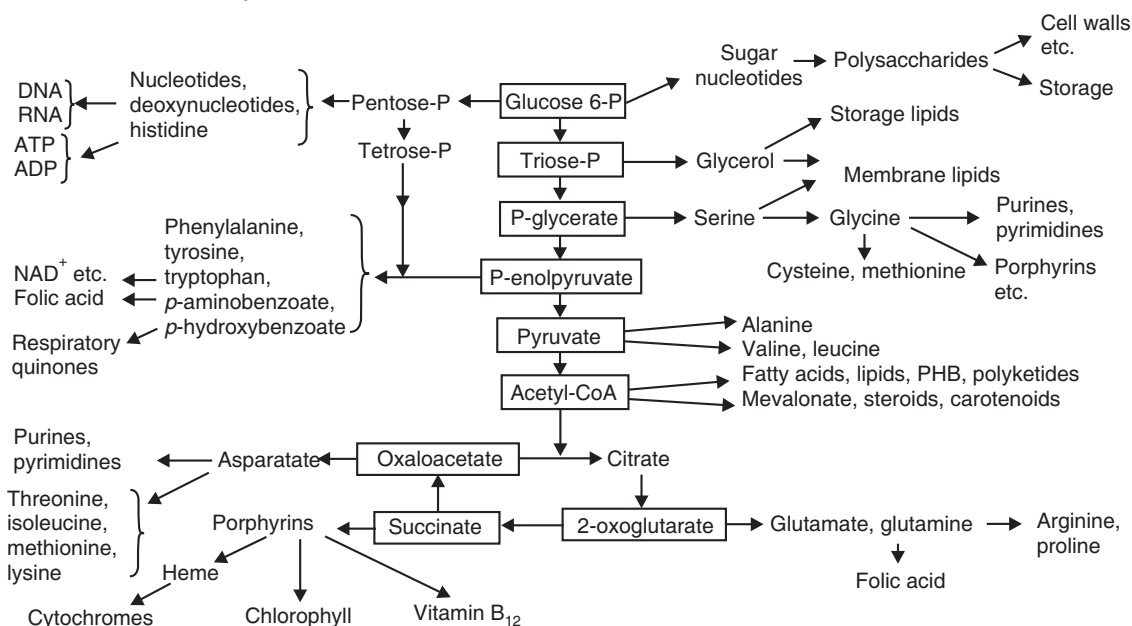 Cell walls
etc.
Sugar
nucleotides
Polysaccharides
Storage
DNA
RNA
ATP
ADP
Nucleotides,
deoxynucleotides,
histidine
Pentose-P
Glucose 6-P
Tetrose-P
Triose-P
Glycerol
Storage lipids
Membrane lipids
P-glycerate
Serine
Glycine
Purines,
pyrimidines
Cysteine, methionine
Porphyrins
etc.
Phenylalanine,
tyrosine,
tryptophan,
p-aminobenzoate,
p-hydroxybenzoate
NAD+ etc.
Folic acid
Respiratory
quinones
P-enolpyruvate
Pyruvate
Alanine
Valine, leucine
Acetyl-CoA
Fatty acids, lipids, PHB, polyketides
Mevalonate, steroids, carotenoids
Purines,
pyrimidines
Asparatate
Oxaloacetate
Citrate
Threonine,
isoleucine,
methionine,
lysine
Porphyrins
Succinate
2-oxoglutarate
Glutamate, glutamine
Arginine,
proline
Folic acid
Heme
Cytochromes
Chlorophyll
Vitamin B12